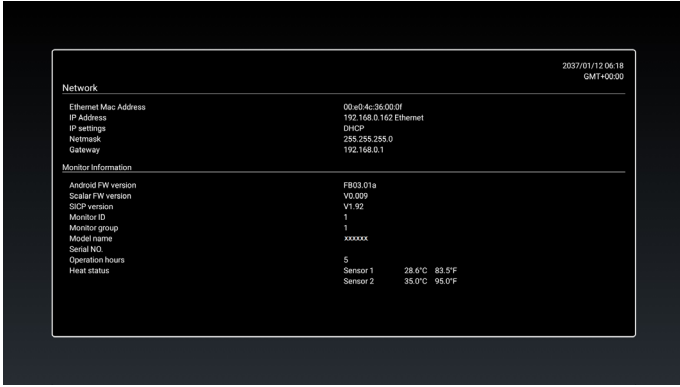 2037/01/12 06:18
GMT+00:00
Network
Ethernet Mac Address 00:e0:4c:36:00:0f
IP Address 192.168.0.162 Ethernet
IP settings DHCP
Netmask 255.255.255.0
Gateway 192.168.0.1
Monitor Information
Android FW version FB03.01a
Scalar FW version V0.009
SICP version V1.92
Monitor ID 1
Monitor group 1
Model name xxxxxx
Serial NO.
Operation hours 5
Heat status Sensor 1 28.6°C 83.5°F
Sensor 2 35.0°C 95.0°F